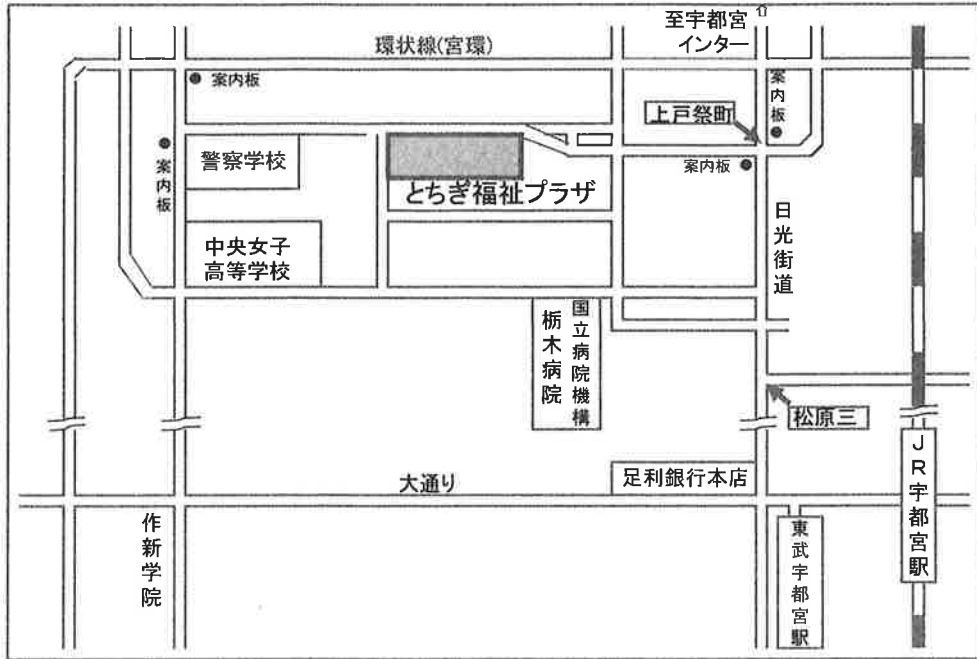 至宇都宮
インター
環状線(宮環)
案内板
案内板
上戸祭町
案内板
警察学校
案内板
とちぎ福祉プラザ
日光街道
中央女子
高等学校
国立病院機構
栃木病院
松原三
JR宇都宮駅
足利銀行本店
大通り
作新学院
東武宇都宮駅